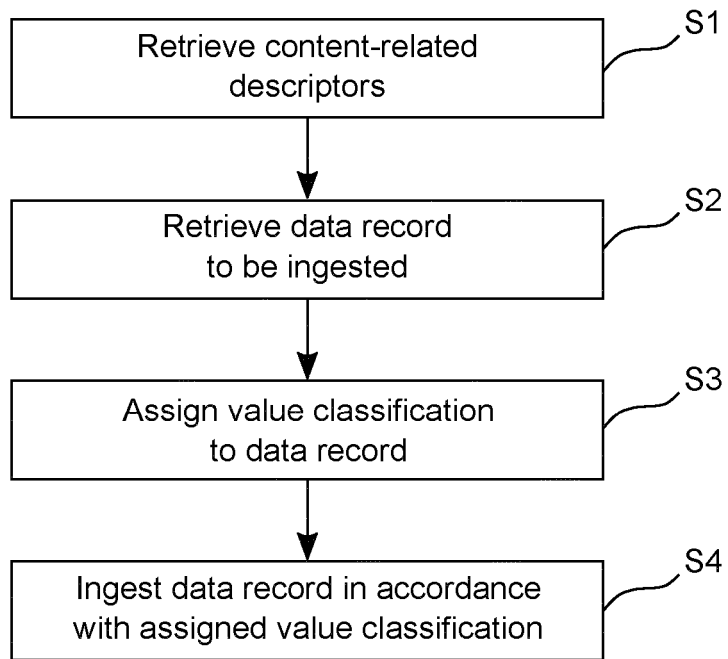 Retrieve content-related
descriptors
S1
Retrieve data record
to be ingested
S2
Assign value classification
to data record
S3
Ingest data record in accordance
with assigned value classification
S4